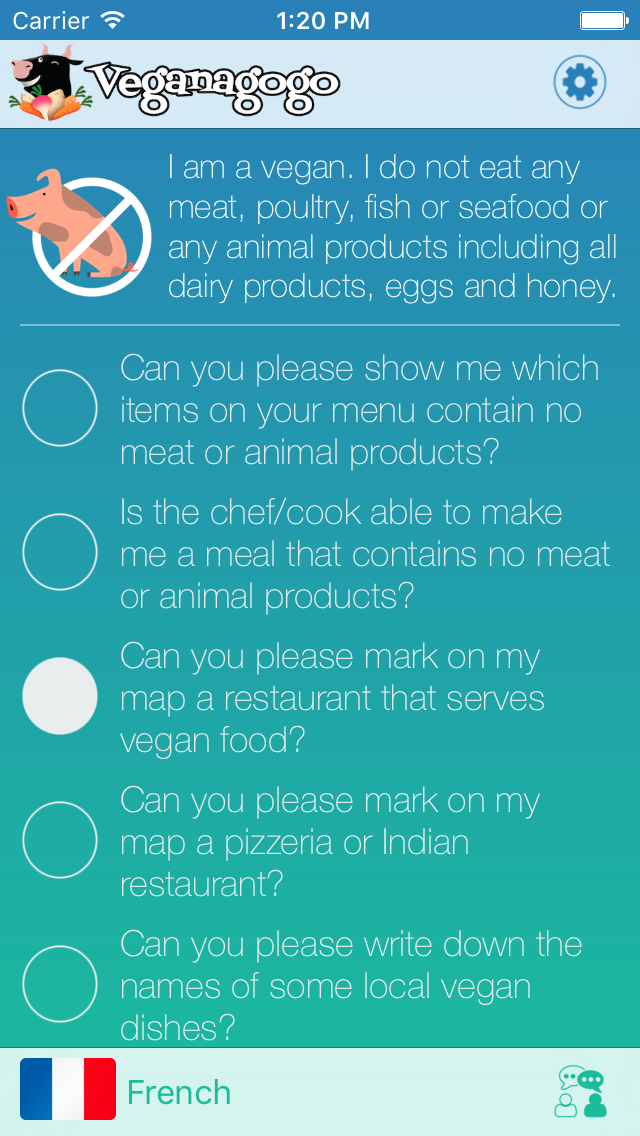 Carrier 1:20 PM
Veganagogo
I am a vegan. I do not eat any
meat, poultry, fish or seafood or
any animal products including all
dairy products, eggs and honey.
Can you please show me which
items on your menu contain no
meat or animal products?
Is the chef/cook able to make
me a meal that contains no meat
or animal products?
Can you please mark on my
map a restaurant that serves
vegan food?
Can you please mark on my
map a pizzeria or Indian
restaurant?
Can you please write down the
names of some local vegan
dishes?
French